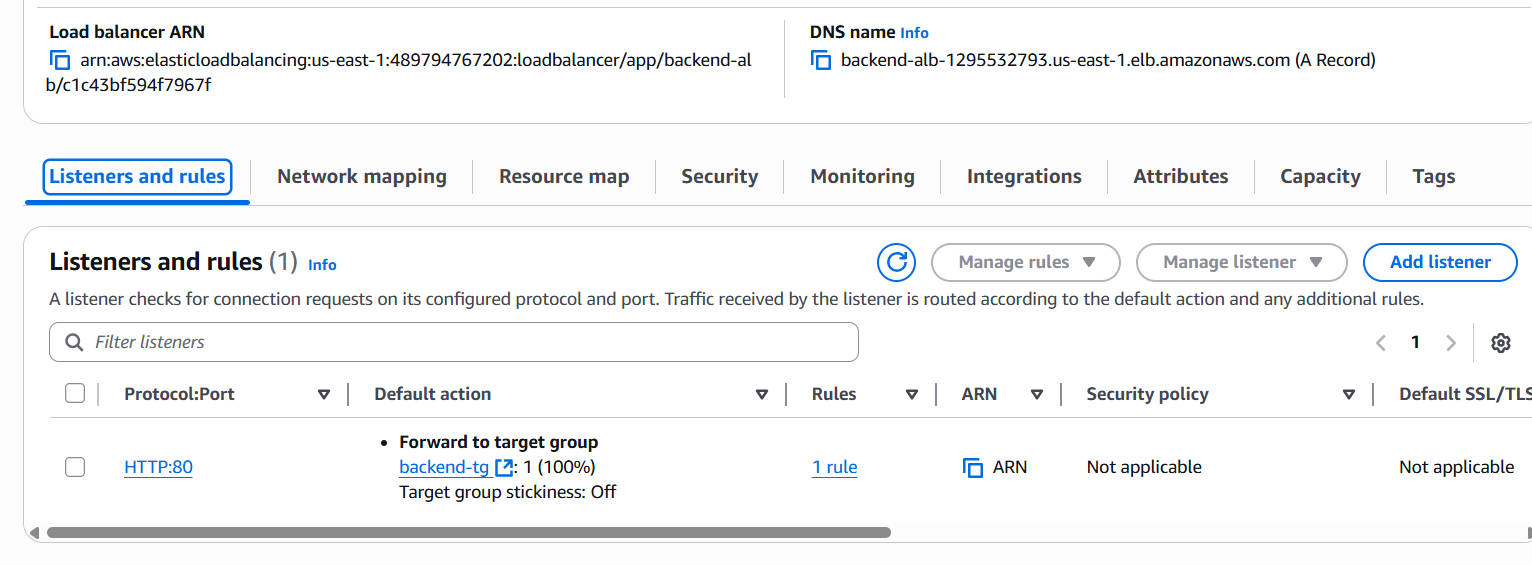 Load balancer ARN
arn:aws:elasticloadbalancing:us-east-1:489794767202:loadbalancer/app/backend-al
b/c1c43bf594f7967f
DNS name Info
backend-alb-1295532793.us-east-1.elb.amazonaws.com (A Record)
Listeners and rules
Network mapping
Resource map
Security
Monitoring
Integrations
Attributes
Capacity
Tags
Listeners and rules (1) Info
Manage rules
Manage listener
Add listener
A listener checks for connection requests on its configured protocol and port. Traffic received by the listener is routed according to the default action and any additional rules.
Filter listeners
1
Protocol:Port
Default action
Rules
ARN
Security policy
Default SSL/TLS
HTTP:80
• Forward to target group
backend-tg : 1 (100%)
Target group stickiness: Off
1 rule
ARN
Not applicable
Not applicable